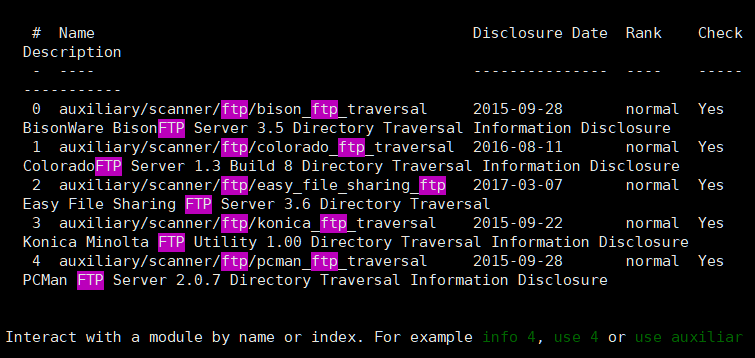 # Name Disclosure Date Rank Check
Description
- ---- --------------- ---- -----
-----------
0 auxiliary/scanner/ftp/bison_ftp_traversal 2015-09-28 normal Yes
BisonWare BisonFTP Server 3.5 Directory Traversal Information Disclosure
1 auxiliary/scanner/ftp/colorado_ftp_traversal 2016-08-11 normal Yes
ColoradoFTP Server 1.3 Build 8 Directory Traversal Information Disclosure
2 auxiliary/scanner/ftp/easy_file_sharing_ftp 2017-03-07 normal Yes
Easy File Sharing FTP Server 3.6 Directory Traversal
3 auxiliary/scanner/ftp/konica_ftp_traversal 2015-09-22 normal Yes
Konica Minolta FTP Utility 1.00 Directory Traversal Information Disclosure
4 auxiliary/scanner/ftp/pcman_ftp_traversal 2015-09-28 normal Yes
PCMan FTP Server 2.0.7 Directory Traversal Information Disclosure
Interact with a module by name or index. For example info 4, use 4 or use auxiliar